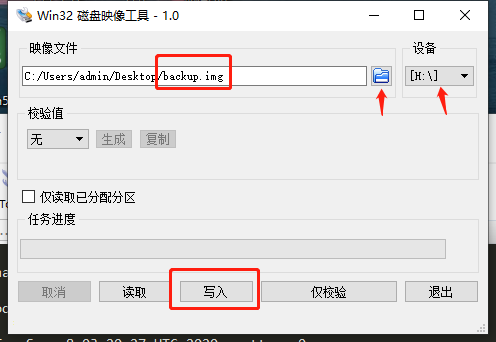 Win32 磁盘映像工具 - 1.0
映像文件
设备
C:/Users/admin/Desktop/backup.img
[H:\]
校验值
无
生成
复制
仅读取已分配分区
任务进度
取消
读取
写入
仅校验
退出